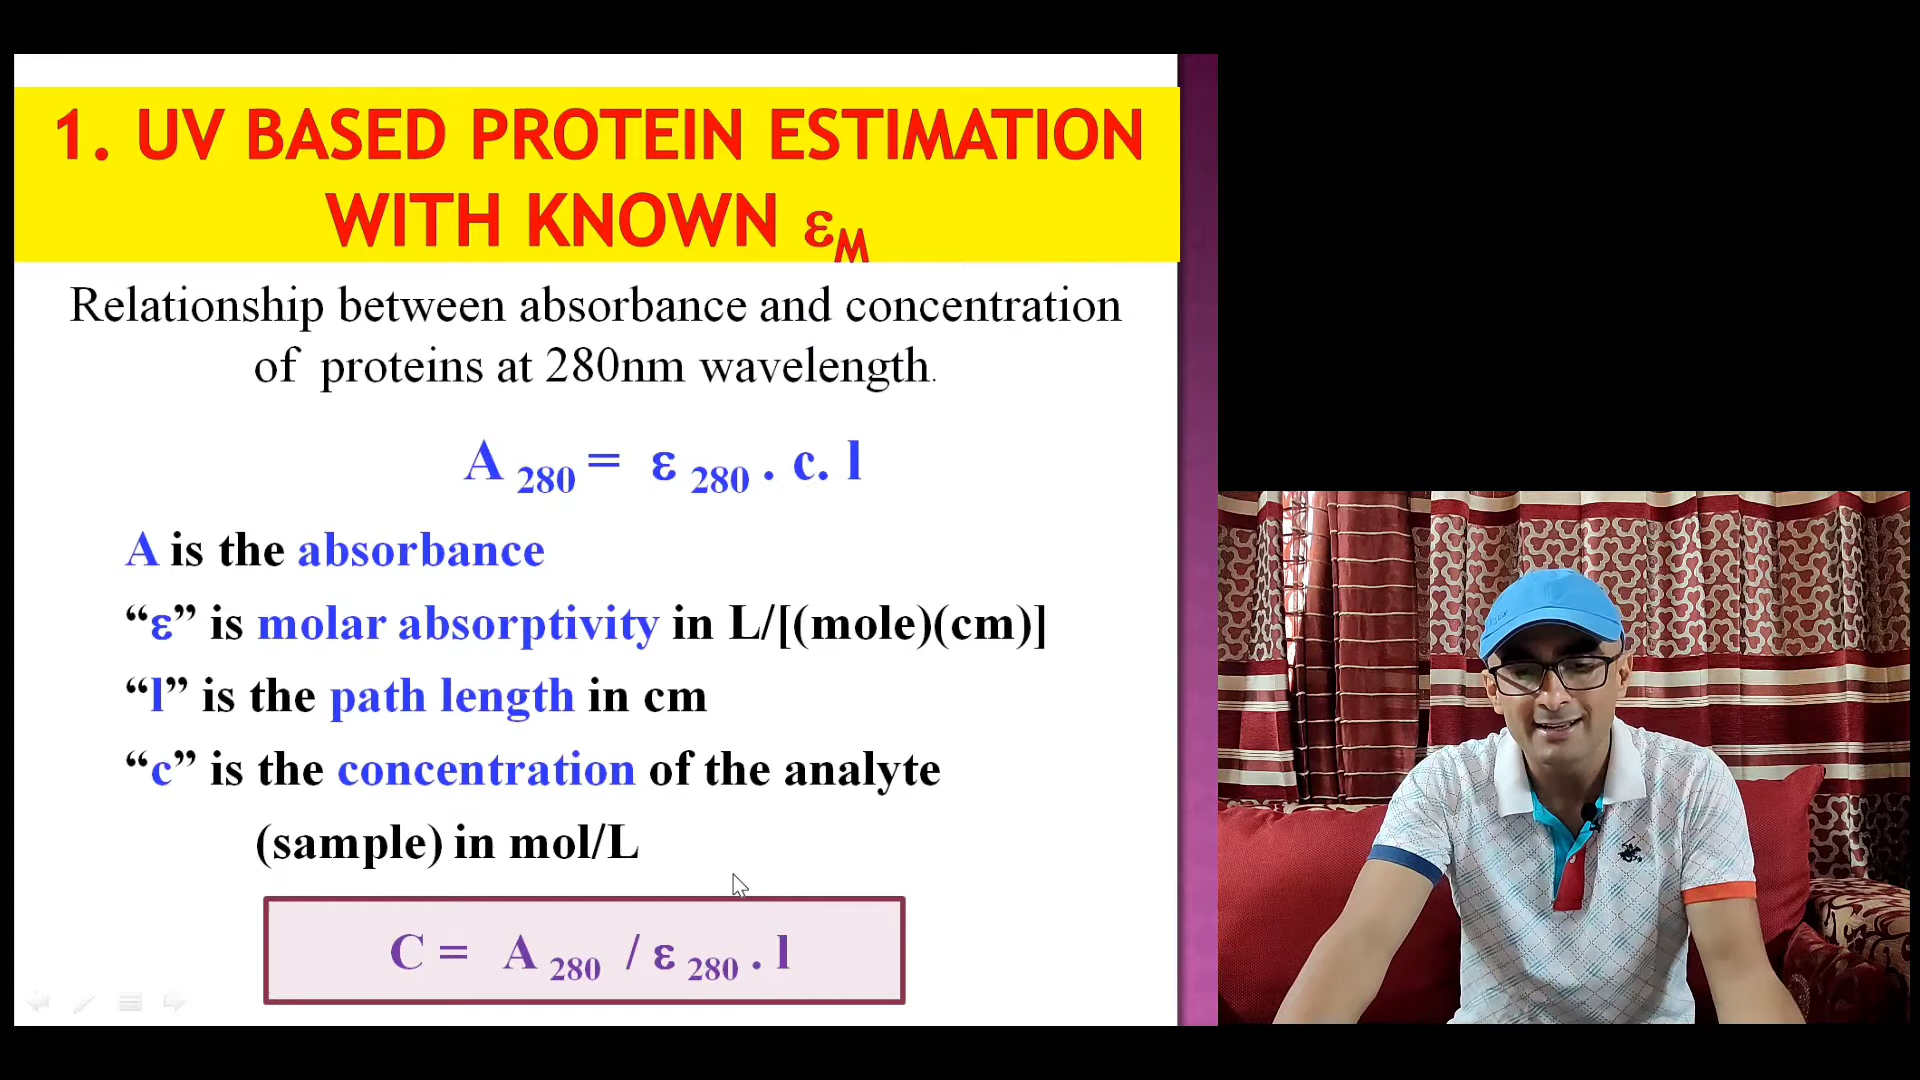 1. UV BASED PROTEIN ESTIMATION
WITH KNOWN εM
Relationship between absorbance and concentration
of proteins at 280nm wavelength.
A 280 = ε 280 . c. l
A is the absorbance
“ε” is molar absorptivity in L/[(mole)(cm)]
“l” is the path length in cm
“c” is the concentration of the analyte
(sample) in mol/L
C = A 280 / ε 280 . l